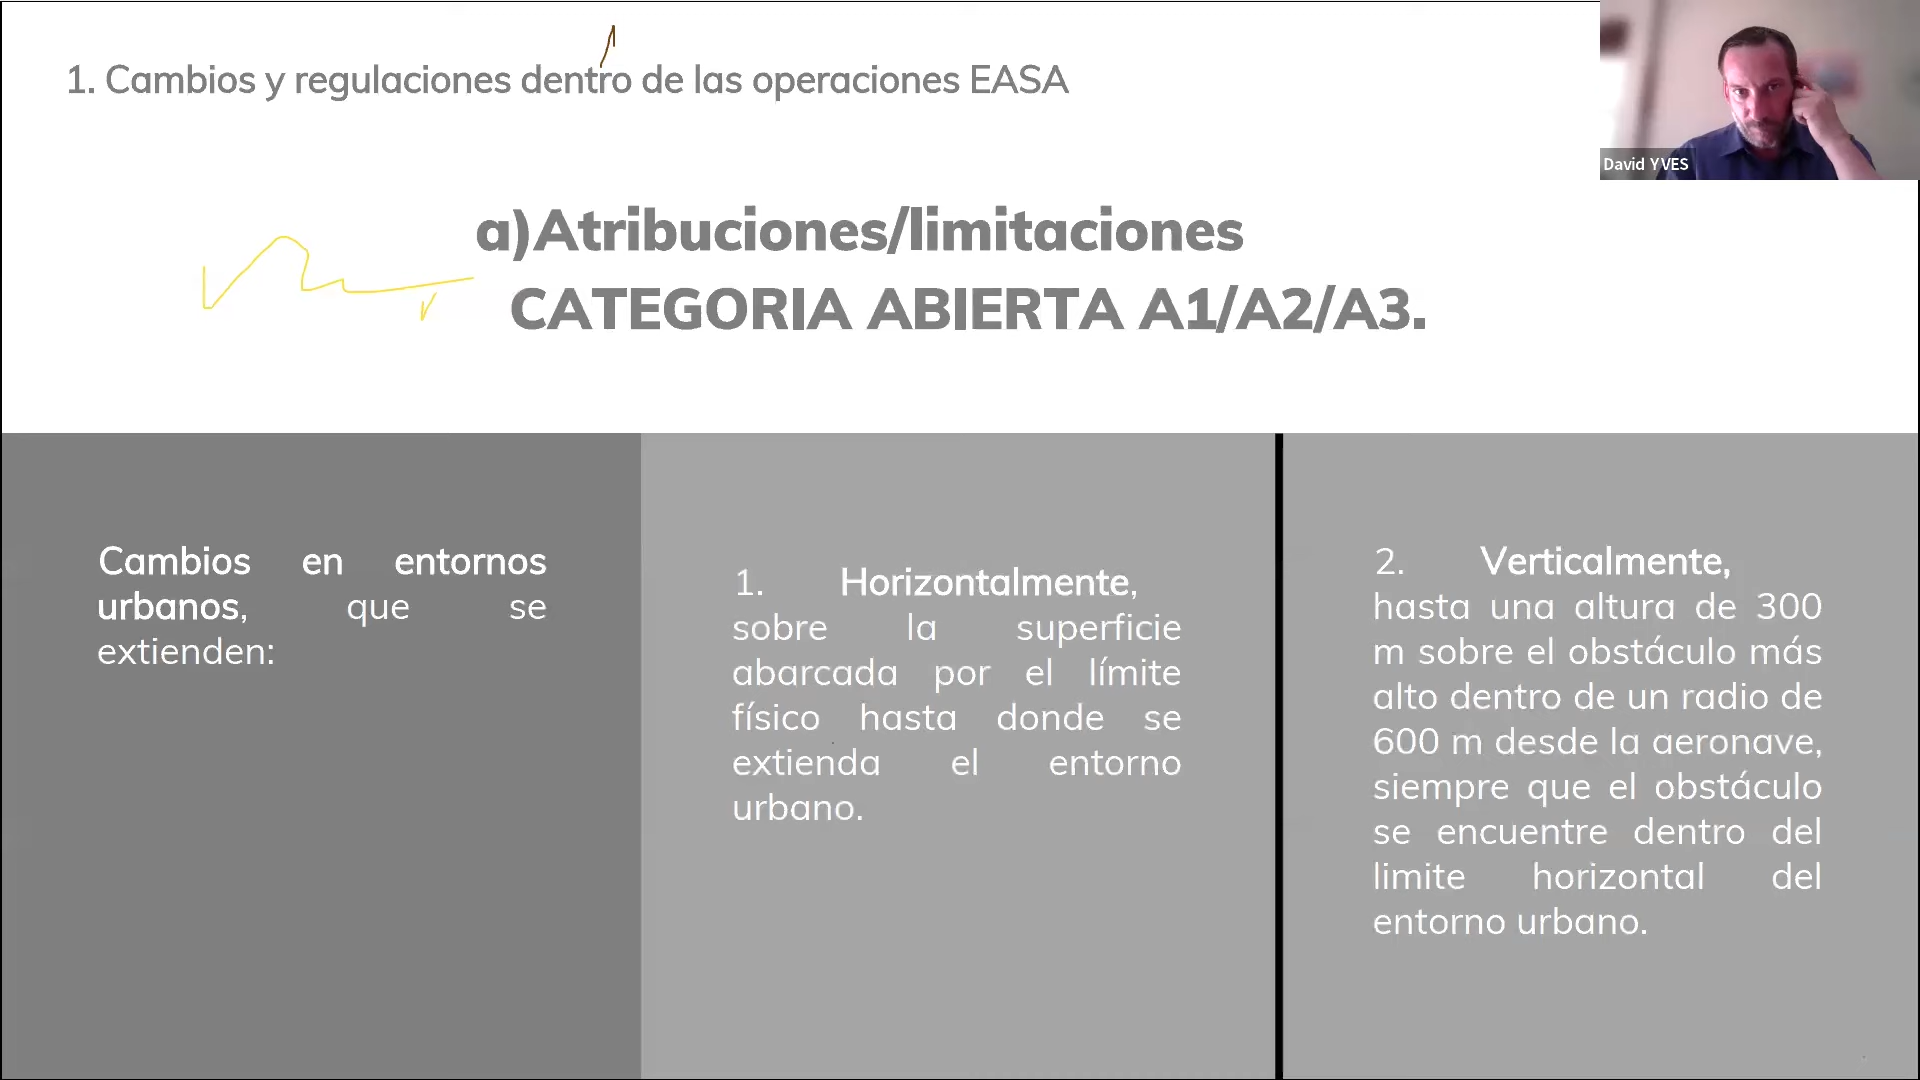 1. Cambios y regulaciones dentro de las operaciones EASA
David YVES
a)Atribuciones/limitaciones
CATEGORIA ABIERTA A1/A2/A3.
Cambios en entornos
urbanos, que se
extienden:
1. Horizontalmente,
sobre la superficie
abarcada por el límite
físico hasta donde se
extienda el entorno
urbano.
2. Verticalmente,
hasta una altura de 300
m sobre el obstáculo más
alto dentro de un radio de
600 m desde la aeronave,
siempre que el obstáculo
se encuentre dentro del
limite horizontal del
entorno urbano.